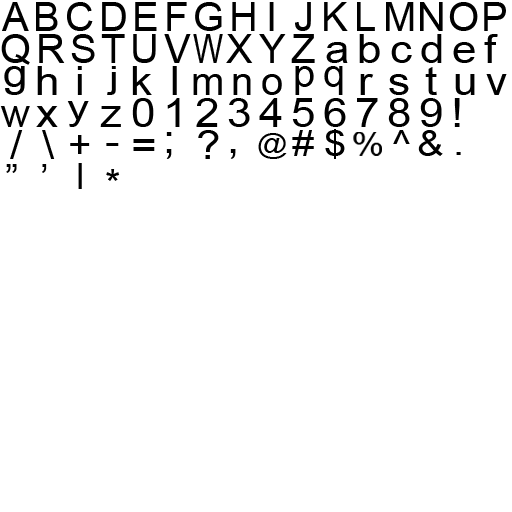 ABCDEFGHIJKLMNOP
QRSTUVWXYZabcdef
ghijklmnopqrstuv
wxyz0123456789!
/\+-=;?,@#$%^&.
”’|*